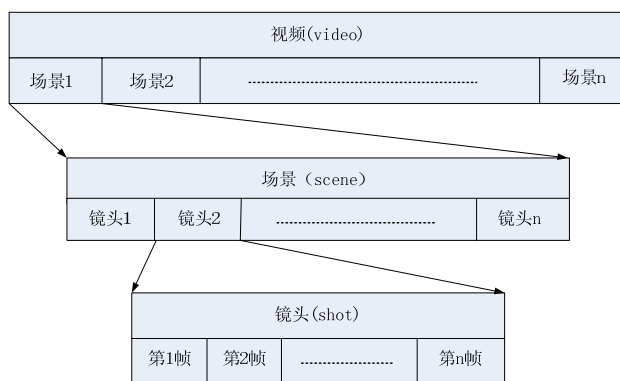 视频(video)
场景1 场景2 ........ 场景n
场景（scene）
镜头1 镜头2 ........ 镜头n
镜头(shot)
第1帧 第2帧 ........ 第n帧